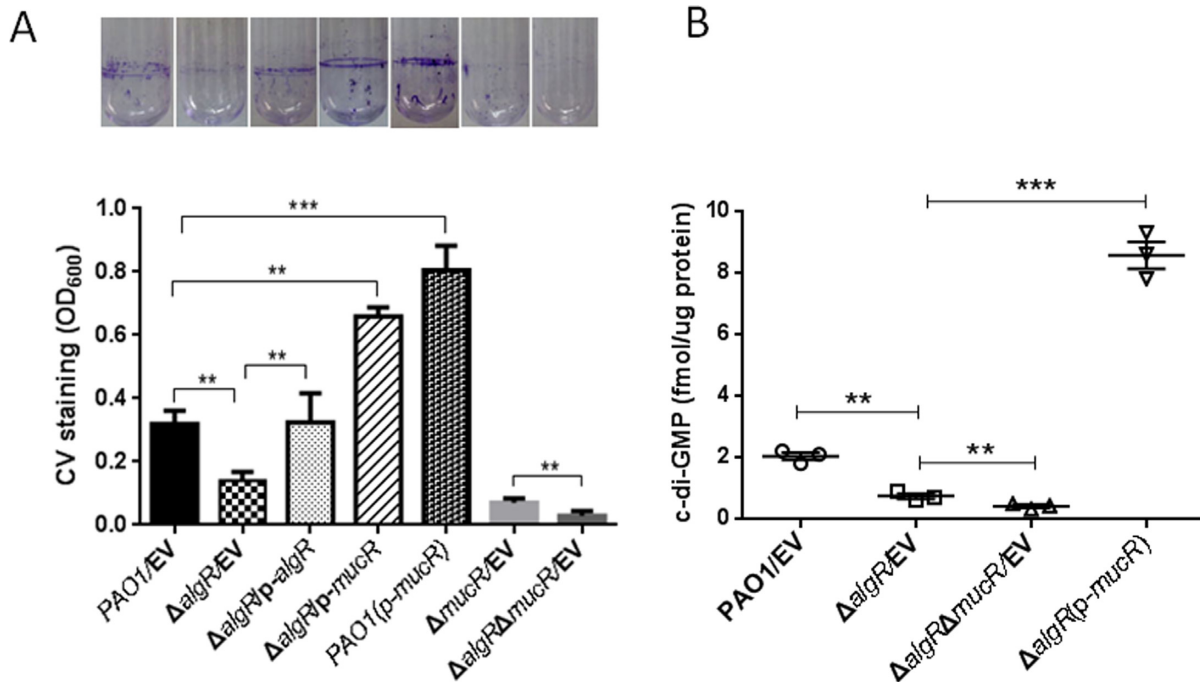 A
B
1.0
0.8
0.6
0.4
0.2
0.0
CV staining (OD600)
***
**
**
**
**
PAO1/EV
ΔalgR/EV
ΔalgR/p-algR
ΔalgR/p-mucR
PAO1(p-mucR)
ΔmucR/EV
ΔalgRΔmucR/EV
10
8
6
4
2
0
c-di-GMP (fmol/ug protein)
***
**
**
PAO1/EV
ΔalgR/EV
ΔalgRΔmucR/EV
ΔalgR(p-mucR)